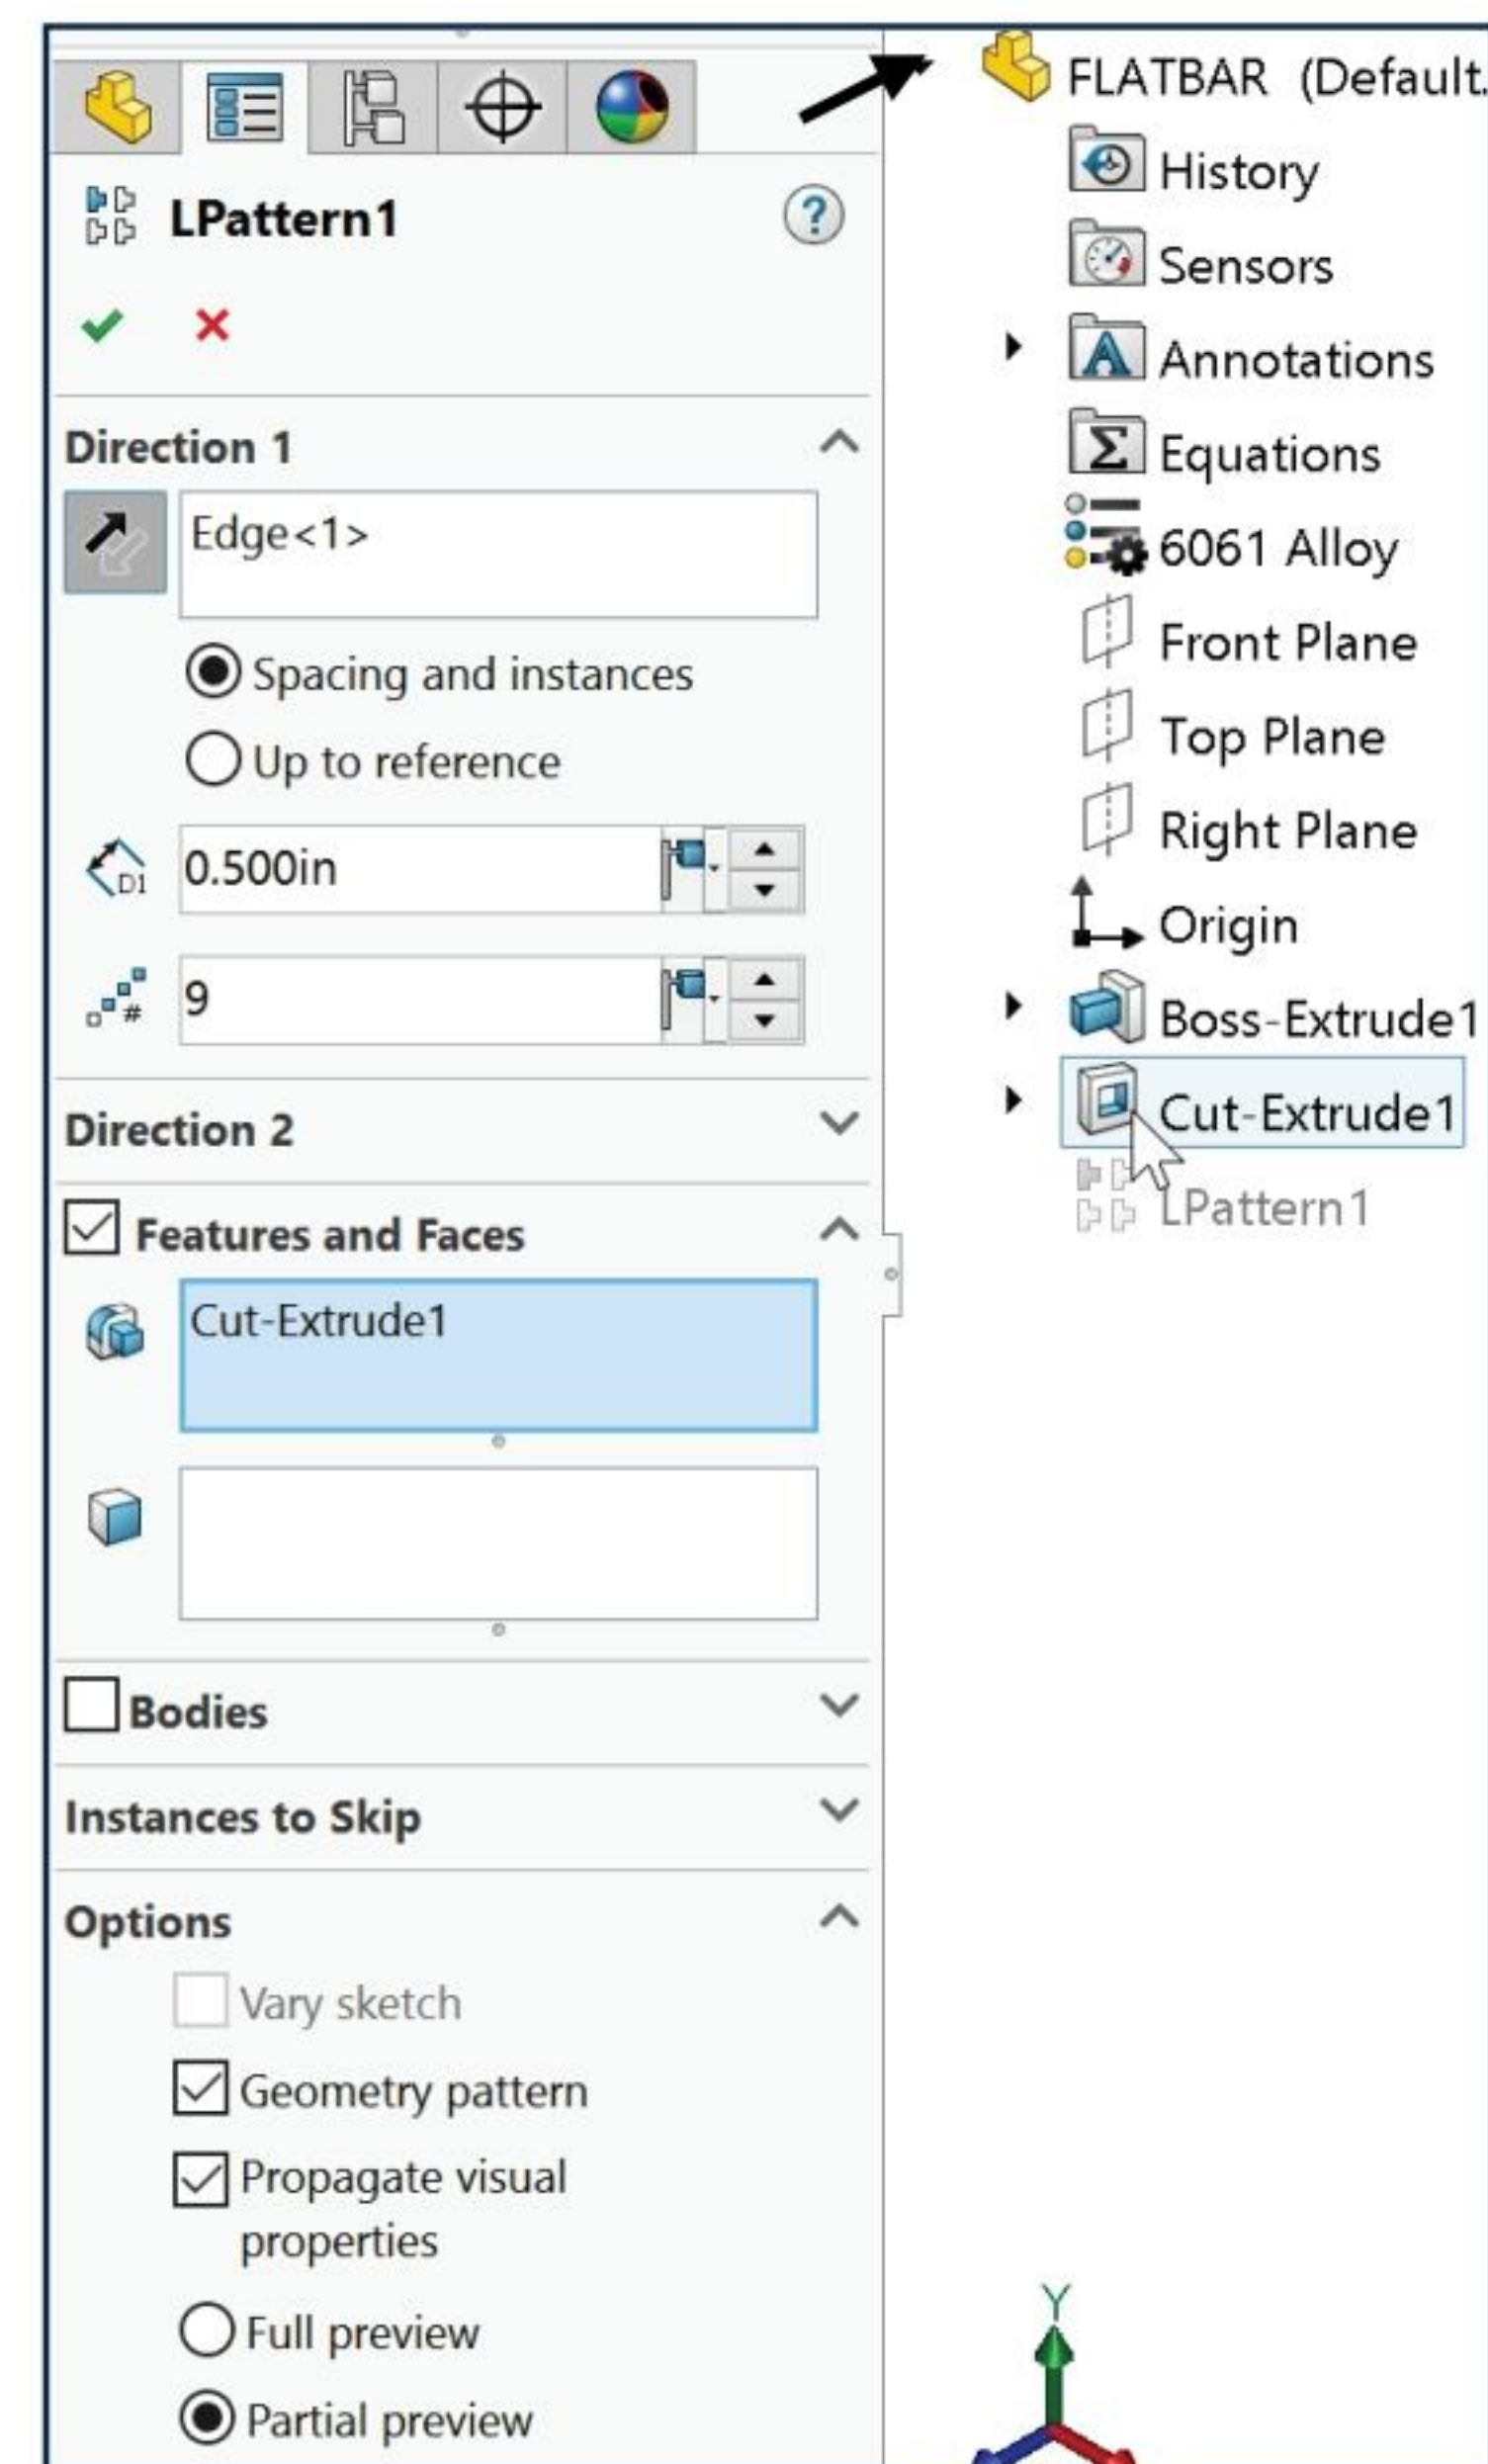 LPattern1
?
Direction 1
Edge<1>
Spacing and instances
Up to reference
D1
0.500in
#
9
Direction 2
Features and Faces
Cut-Extrude1
Bodies
Instances to Skip
Options
Vary sketch
Geometry pattern
Propagate visual
properties
Full preview
Partial preview
FLATBAR (Default.
History
Sensors
A Annotations
Σ Equations
6061 Alloy
Front Plane
Top Plane
Right Plane
Origin
Boss-Extrude1
Cut-Extrude1
LPattern1
Y